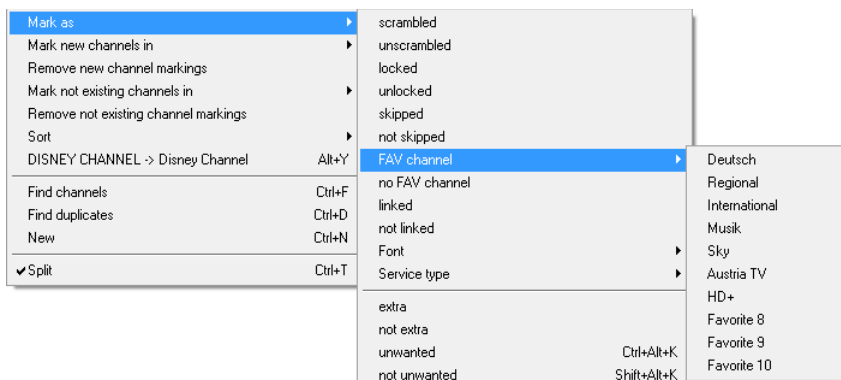 Mark as
Mark new channels in
Remove new channel markings
Mark not existing channels in
Remove not existing channel markings
Sort
DISNEY CHANNEL -> Disney Channel Alt+Y
Find channels Ctrl+F
Find duplicates Ctrl+D
New Ctrl+N
Split Ctrl+T
scrambled
unscrambled
locked
unlocked
skipped
not skipped
FAV channel
no FAV channel
linked
not linked
Font
Service type
extra
not extra
unwanted Ctrl+Alt+K
not unwanted Shift+Alt+K
Deutsch
Regional
International
Musik
Sky
Austria TV
HD+
Favorite 8
Favorite 9
Favorite 10